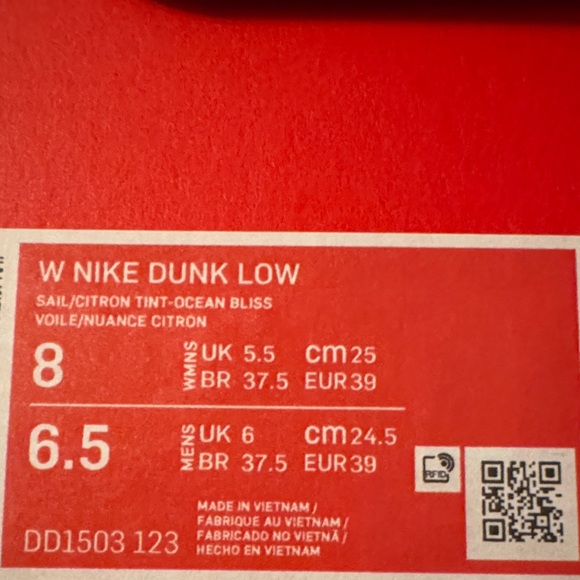 W NIKE DUNK LOW
SAIL/CITRON TINT-OCEAN BLISS
VOILE/NUANCE CITRON
8 WMNS UK 5.5 cm 25
BR 37.5 EUR 39
6.5 MENS UK 6 cm 24.5
BR 37.5 EUR 39
RFID
MADE IN VIETNAM /
FABRIQUE AU VIETNAM /
FABRICADO NO VIETNÃ /
HECHO EN VIETNAM
DD1503 123